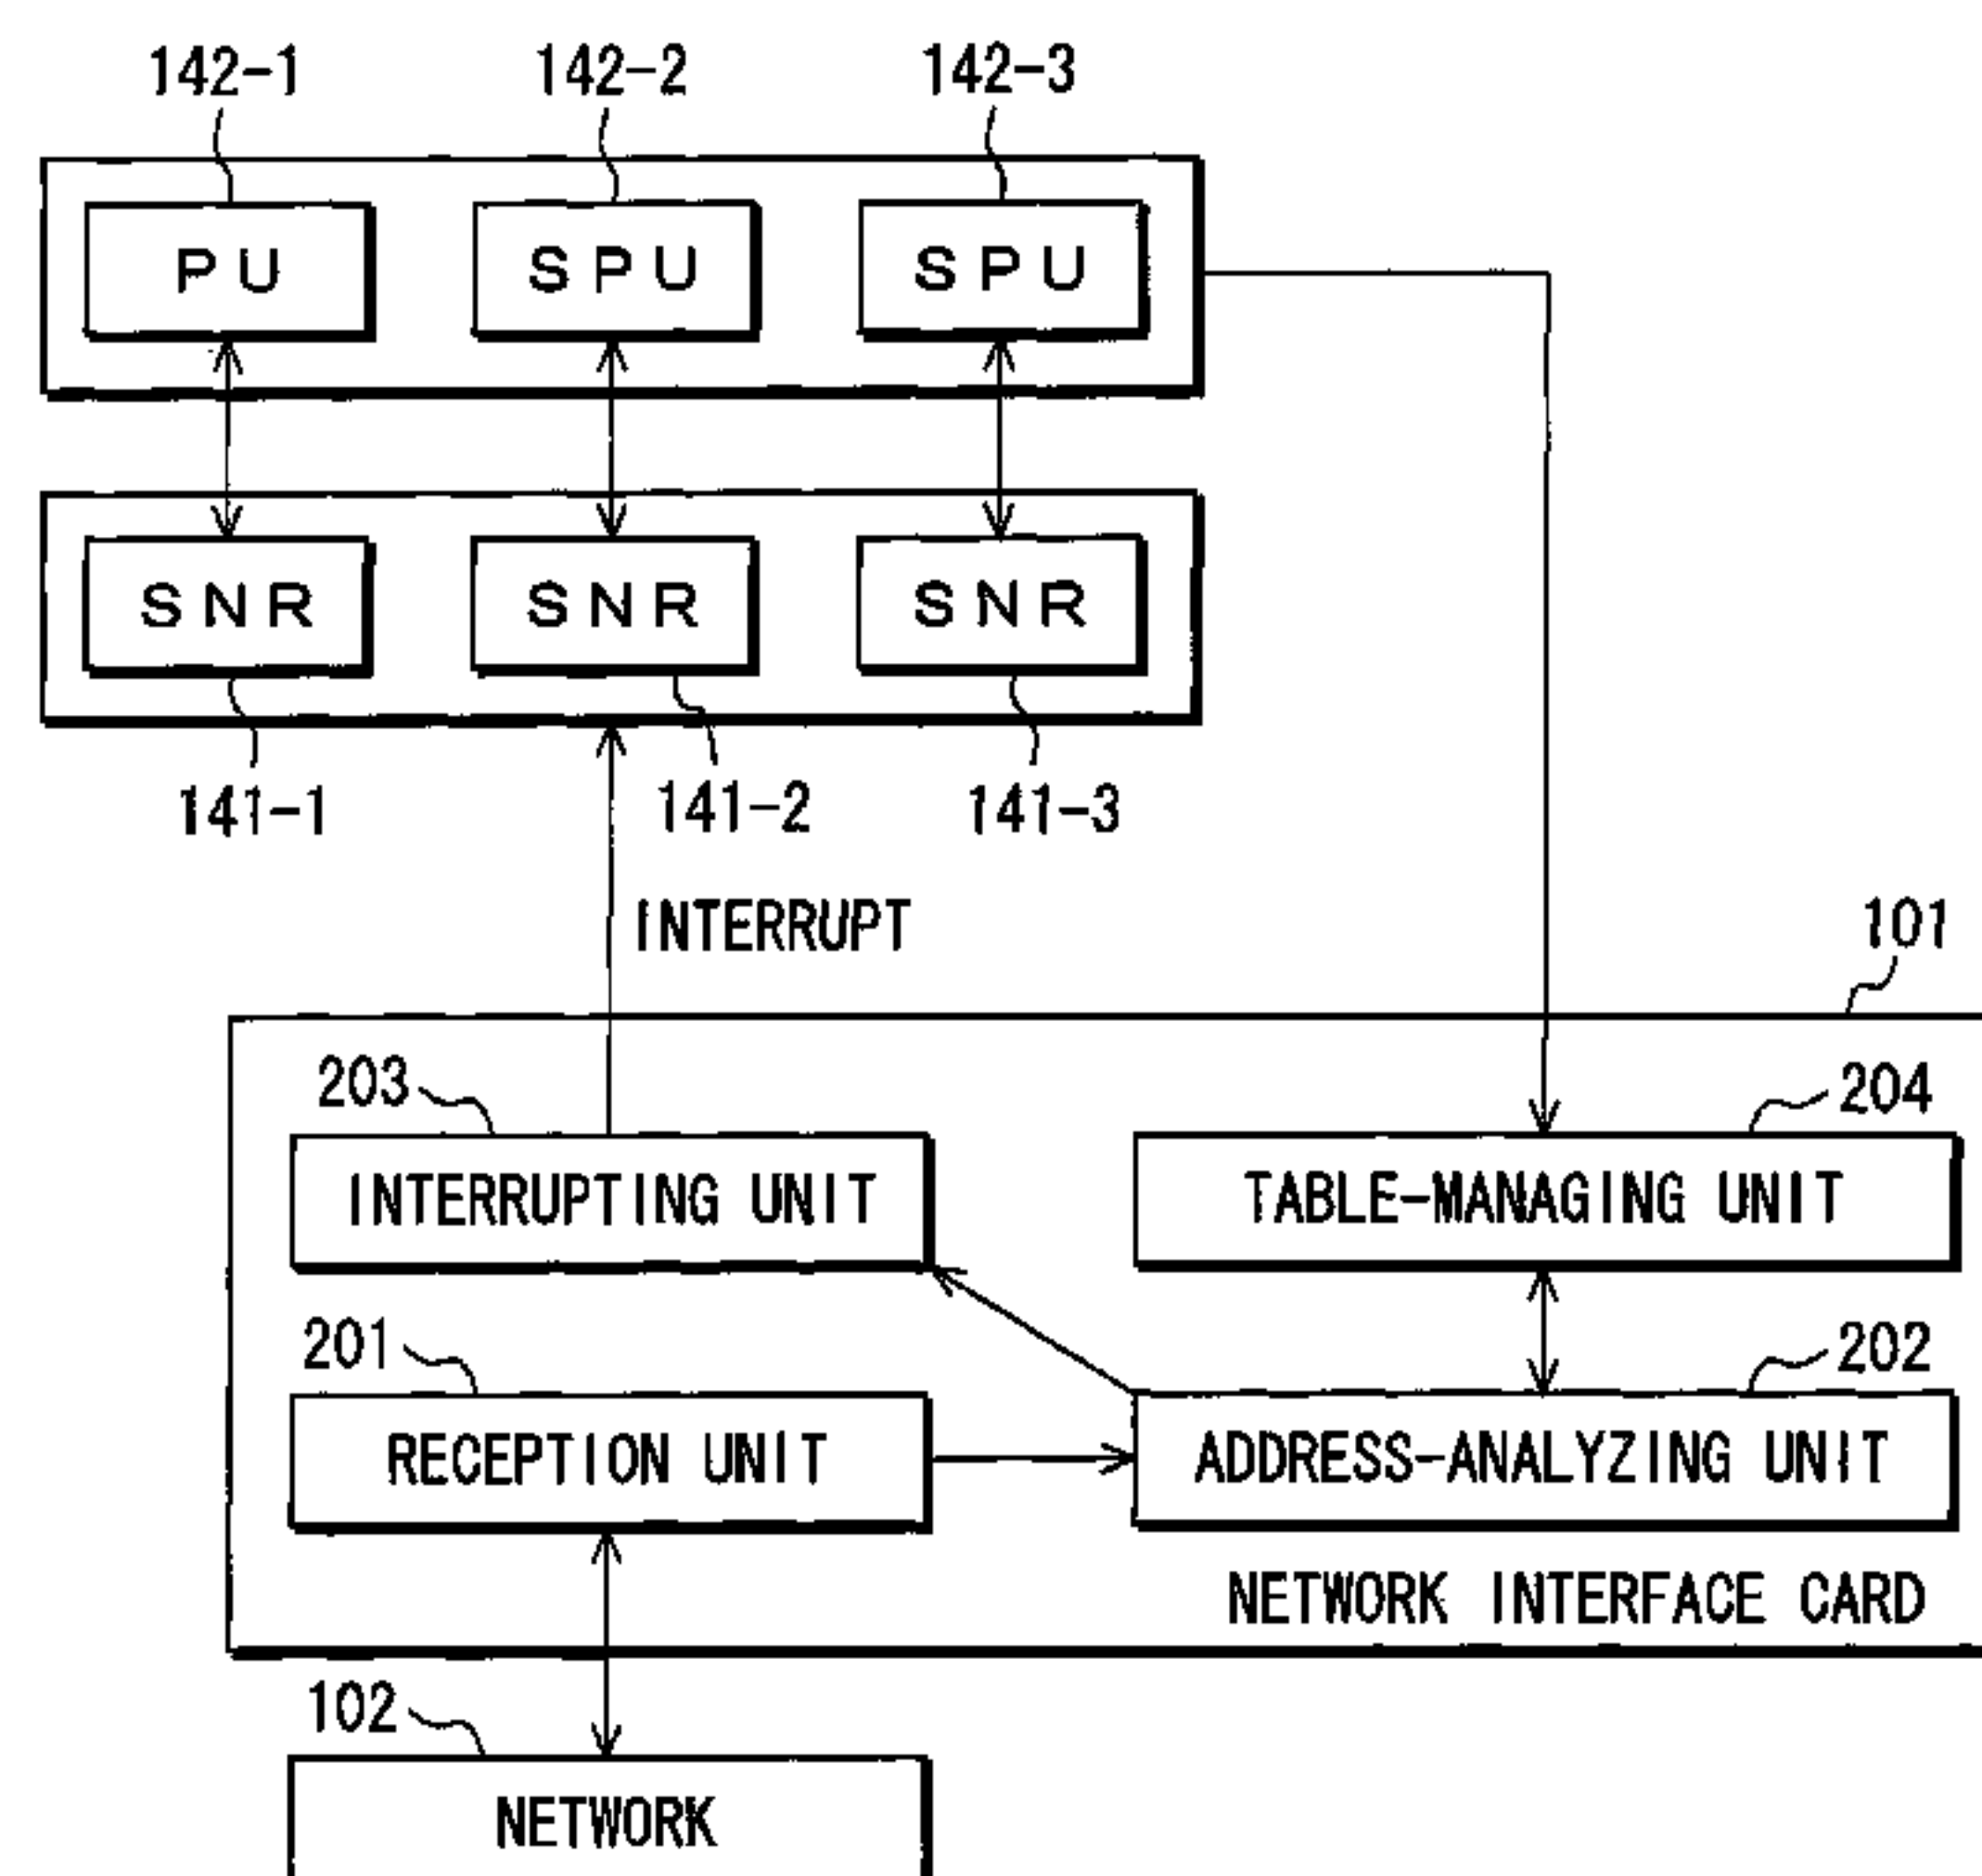 142-1 142-2 142-3
PU SPU SPU
SNR SNR SNR
141-1 141-2 141-3
INTERRUPT
101
203 204
INTERRUPTING UNIT TABLE-MANAGING UNIT
201 202
RECEPTION UNIT ADDRESS-ANALYZING UNIT
NETWORK INTERFACE CARD
102
NETWORK